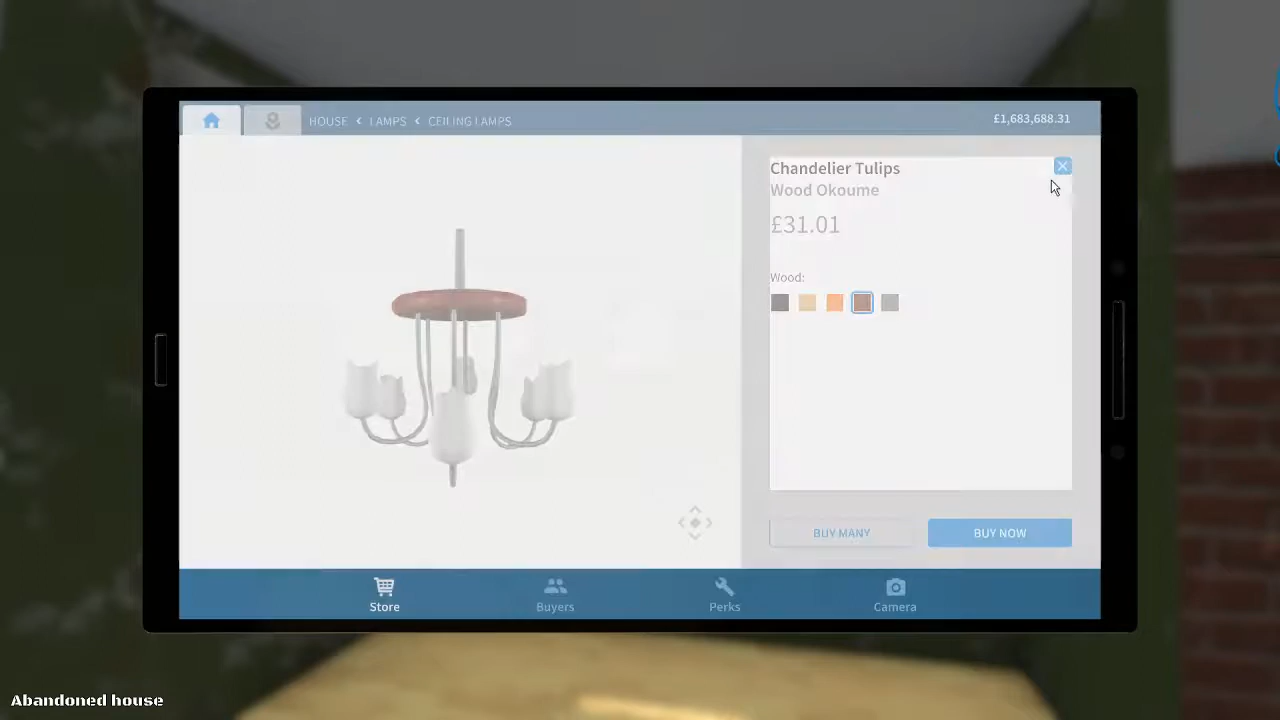 HOUSE < LAMPS < CEILING LAMPS
£1,683,688.31
Chandelier Tulips
Wood Okoume
£31.01
Wood:
BUY MANY
BUY NOW
Store
Buyers
Perks
Camera
Abandoned house